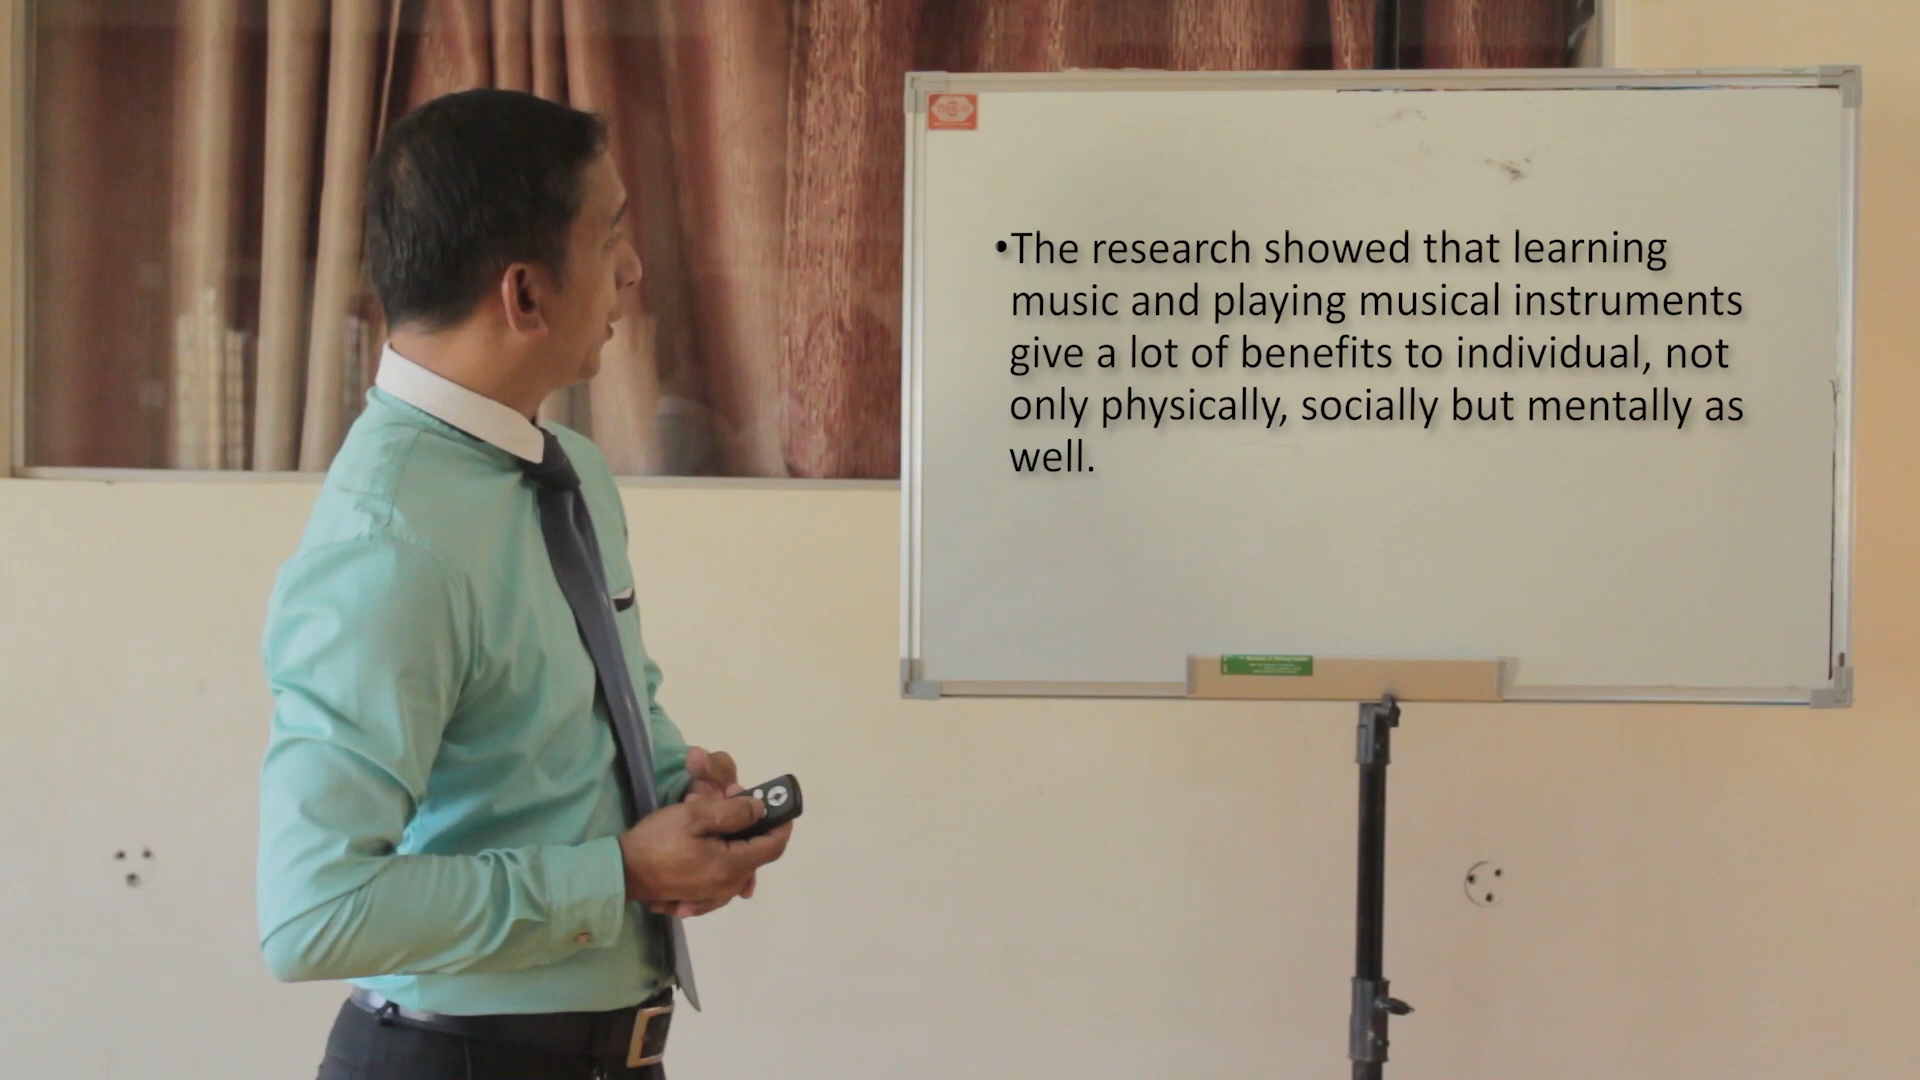 •The research showed that learning
music and playing musical instruments
give a lot of benefits to individual, not
only physically, socially but mentally as
well.